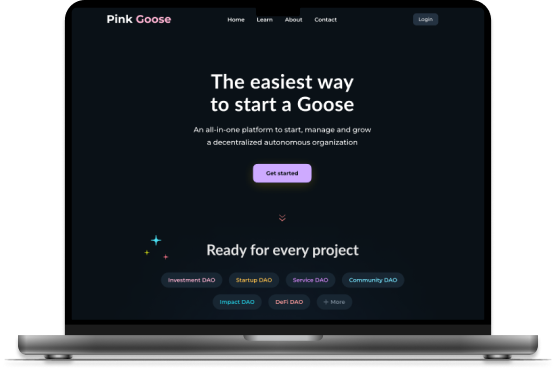 Pink Goose Home Learn About Contact Login
The easiest way
to start a Goose
An all-in-one platform to start, manage and grow
a decentralized autonomous organization
Get started
Ready for every project
Investment DAO Startup DAO Service DAO Community DAO
Impact DAO DeFi DAO + More